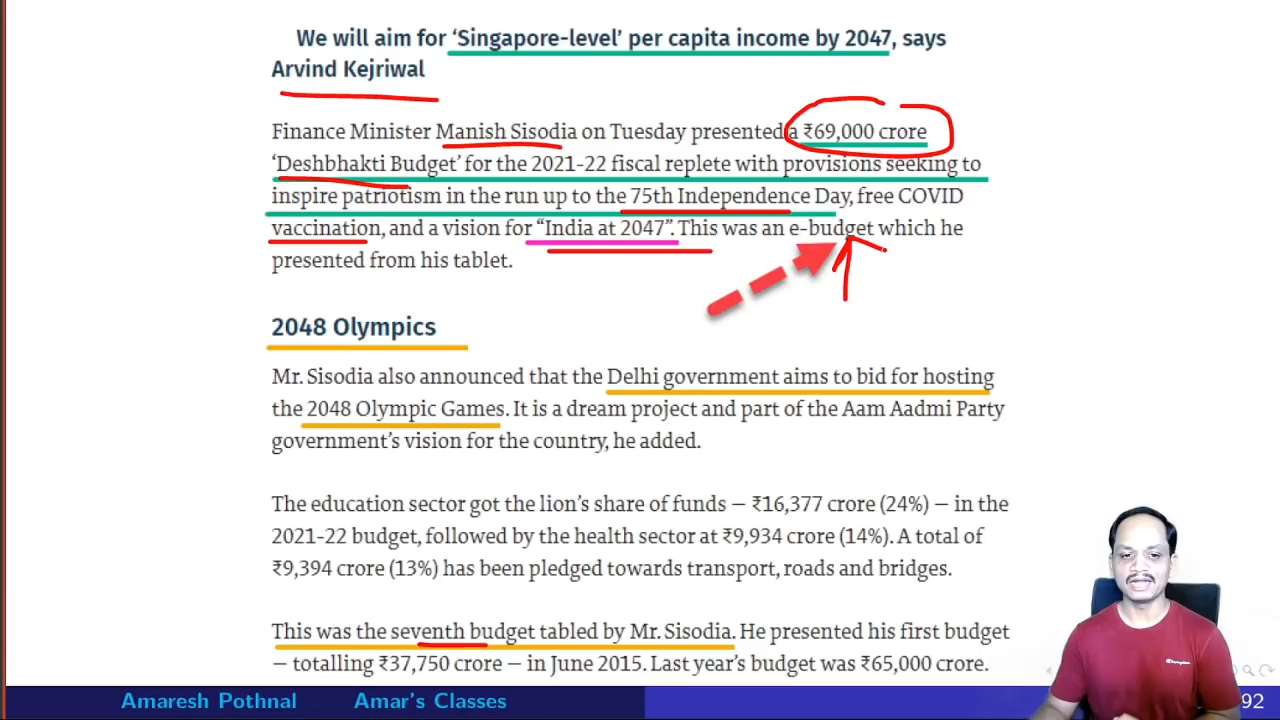 We will aim for ‘Singapore-level’ per capita income by 2047, says
Arvind Kejriwal
Finance Minister Manish Sisodia on Tuesday presented a ₹69,000 crore
‘Deshbhakti Budget’ for the 2021-22 fiscal replete with provisions seeking to
inspire patriotism in the run up to the 75th Independence Day, free COVID
vaccination, and a vision for “India at 2047”. This was an e-budget which he
presented from his tablet.
2048 Olympics
Mr. Sisodia also announced that the Delhi government aims to bid for hosting
the 2048 Olympic Games. It is a dream project and part of the Aam Aadmi Party
government’s vision for the country, he added.
The education sector got the lion’s share of funds — ₹16,377 crore (24%) — in the
2021-22 budget, followed by the health sector at ₹9,934 crore (14%). A total of
₹9,394 crore (13%) has been pledged towards transport, roads and bridges.
This was the seventh budget tabled by Mr. Sisodia. He presented his first budget
— totalling ₹37,750 crore — in June 2015. Last year’s budget was ₹65,000 crore.
Amaresh Pothnal Amar’s Classes 92